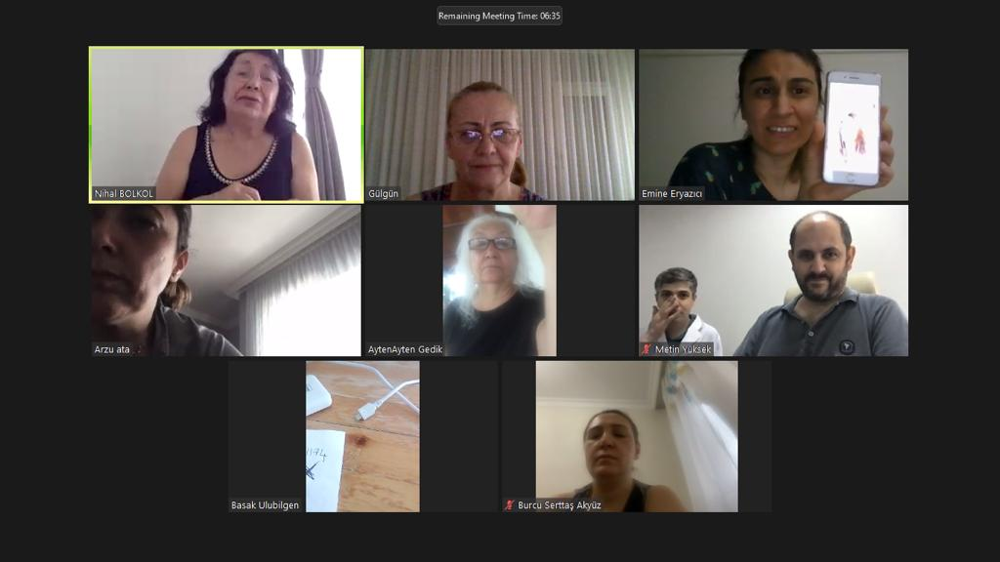 Remaining Meeting Time: 06:35
Nihal BOLKOL
Gülgün
Emine Eryazıcı
Arzu ata
AytenAyten Gedik
Metin Yüksek
Basak Ulubilgen
Burcu Serttaş Akyüz